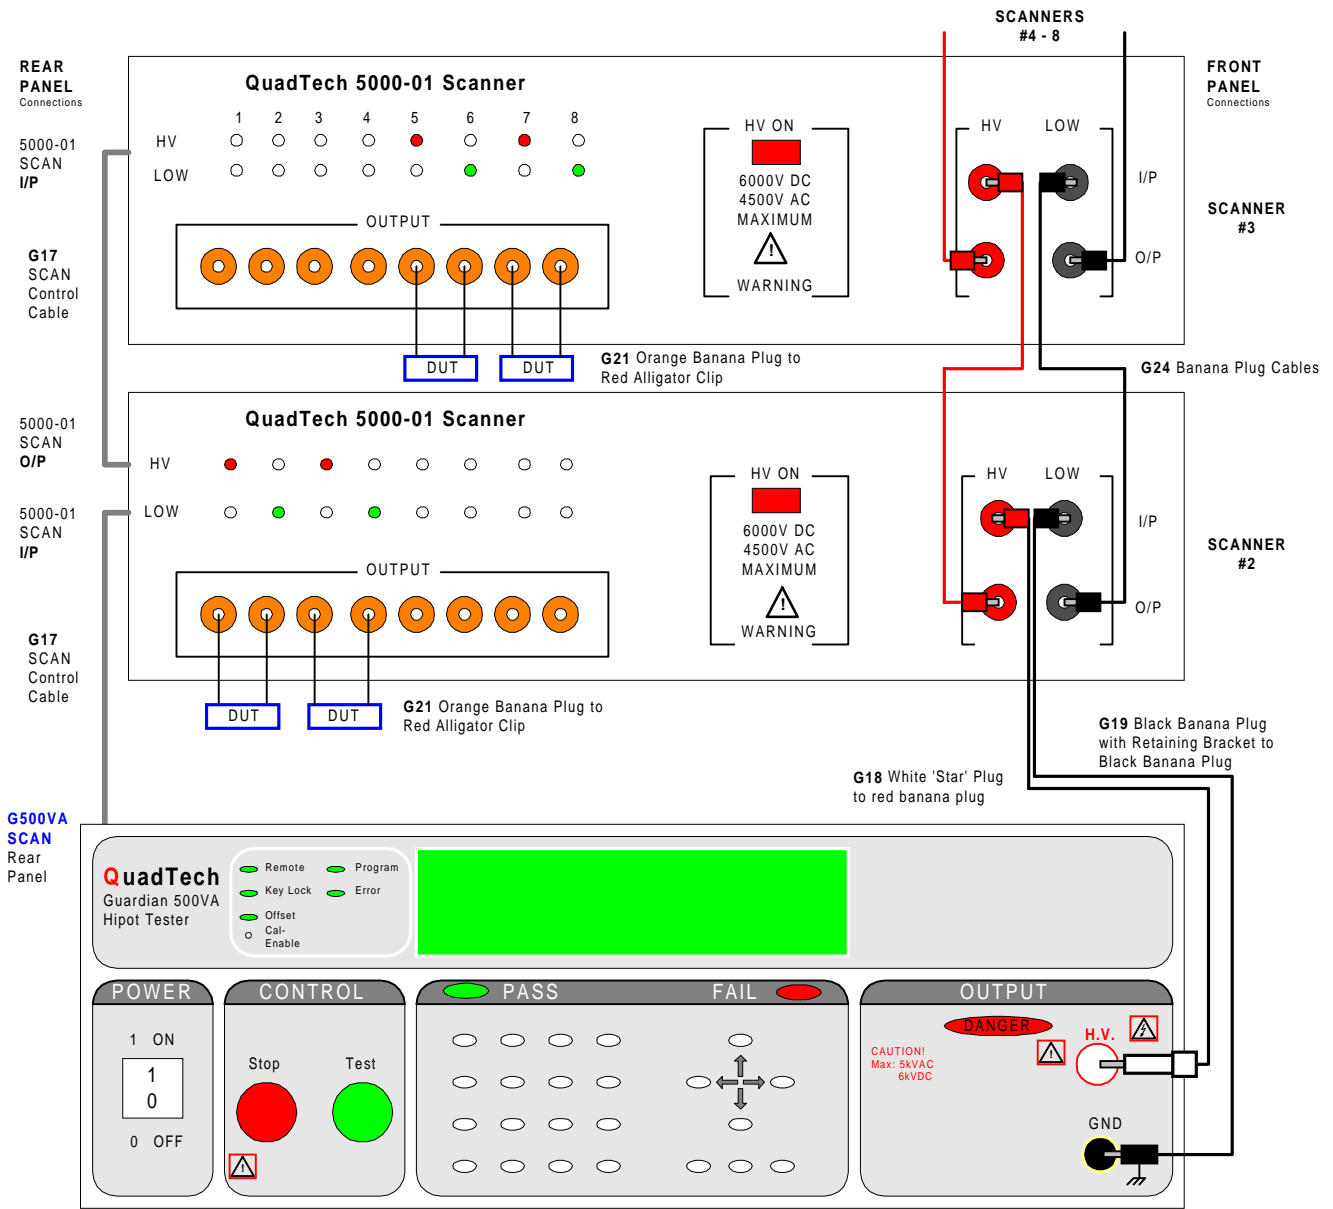 SCANNERS
#4 - 8
REAR
PANEL
Connections
QuadTech 5000-01 Scanner
FRONT
PANEL
Connections
1 2 3 4 5 6 7 8
HV
LOW
5000-01
SCAN
I/P
HV ON
6000V DC
4500V AC
MAXIMUM
!
WARNING
HV LOW
I/P
O/P
SCANNER
#3
OUTPUT
G17
SCAN
Control
Cable
DUT DUT
G21 Orange Banana Plug to
Red Alligator Clip
G24 Banana Plug Cables
QuadTech 5000-01 Scanner
5000-01
SCAN
O/P
HV
LOW
5000-01
SCAN
I/P
HV ON
6000V DC
4500V AC
MAXIMUM
!
WARNING
HV LOW
I/P
O/P
SCANNER
#2
OUTPUT
G17
SCAN
Control
Cable
DUT DUT
G21 Orange Banana Plug to
Red Alligator Clip
G19 Black Banana Plug
with Retaining Bracket to
Black Banana Plug
G18 White 'Star' Plug
to red banana plug
G500VA
SCAN
Rear
Panel
QuadTech
Guardian 500VA
Hipot Tester
Remote Program
Key Lock Error
Offset
Cal-
Enable
POWER
1 ON
1
0
0 OFF
CONTROL
Stop Test
!
PASS FAIL
OUTPUT
DANGER
CAUTION!
Max: 5kVAC
6kVDC
!
H.V.
GND